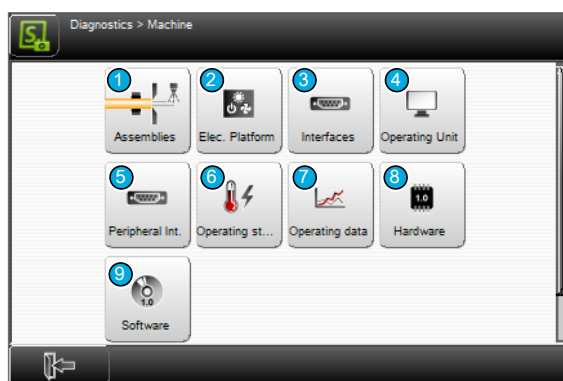 Diagnostics > Machine
1
2
3
4
Assemblies
Elec. Platform
Interfaces
Operating Unit
5
6
7
8
1.0
Peripheral Int.
Operating st...
Operating data
Hardware
9
1.0
Software